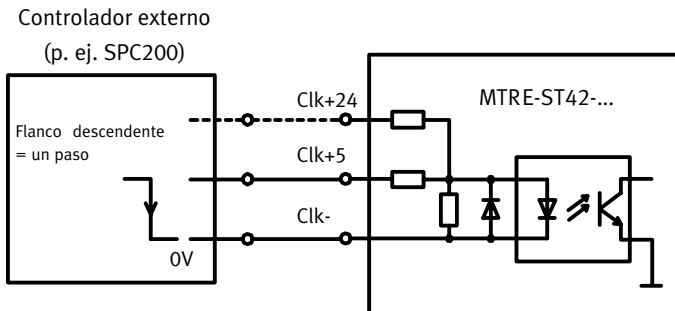 Controlador externo
(p. ej. SPC200)
Clk+24
MTRE-ST42-...
Flanco descendente
= un paso
Clk+5
Clk-
0V